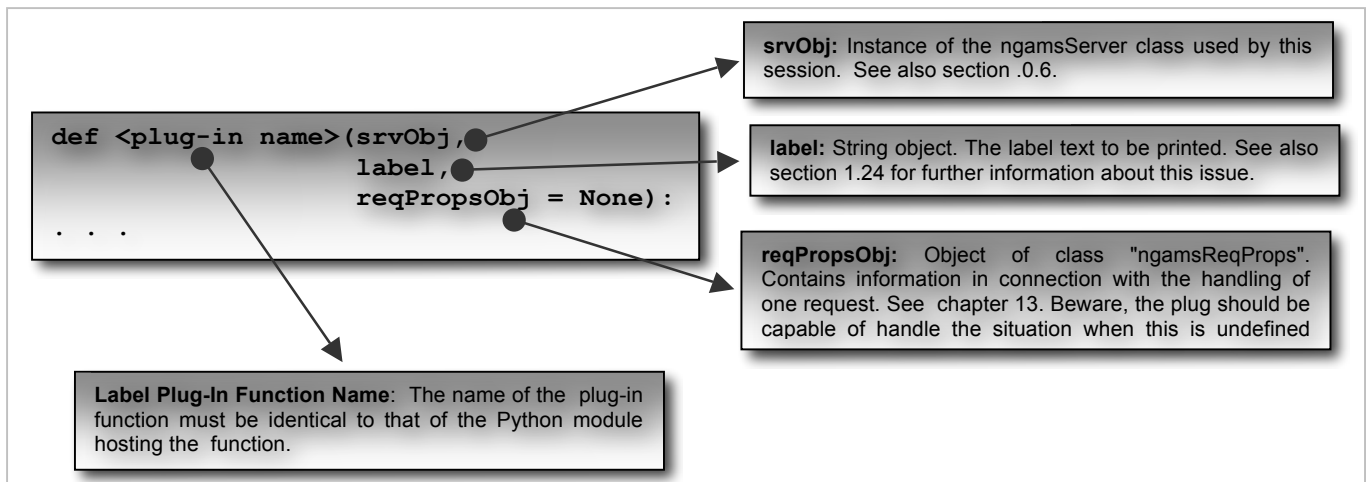 def <plug-in name>(srvObj,
label,
reqPropsObj = None):
. . .
srvObj: Instance of the ngamsServer class used by this
session. See also section .0.6.
label: String object. The label text to be printed. See also
section 1.24 for further information about this issue.
reqPropsObj: Object of class "ngamsReqProps".
Contains information in connection with the handling of
one request. See chapter 13. Beware, the plug should be
capable of handle the situation when this is undefined
Label Plug-In Function Name: The name of the plug-in
function must be identical to that of the Python module
hosting the function.